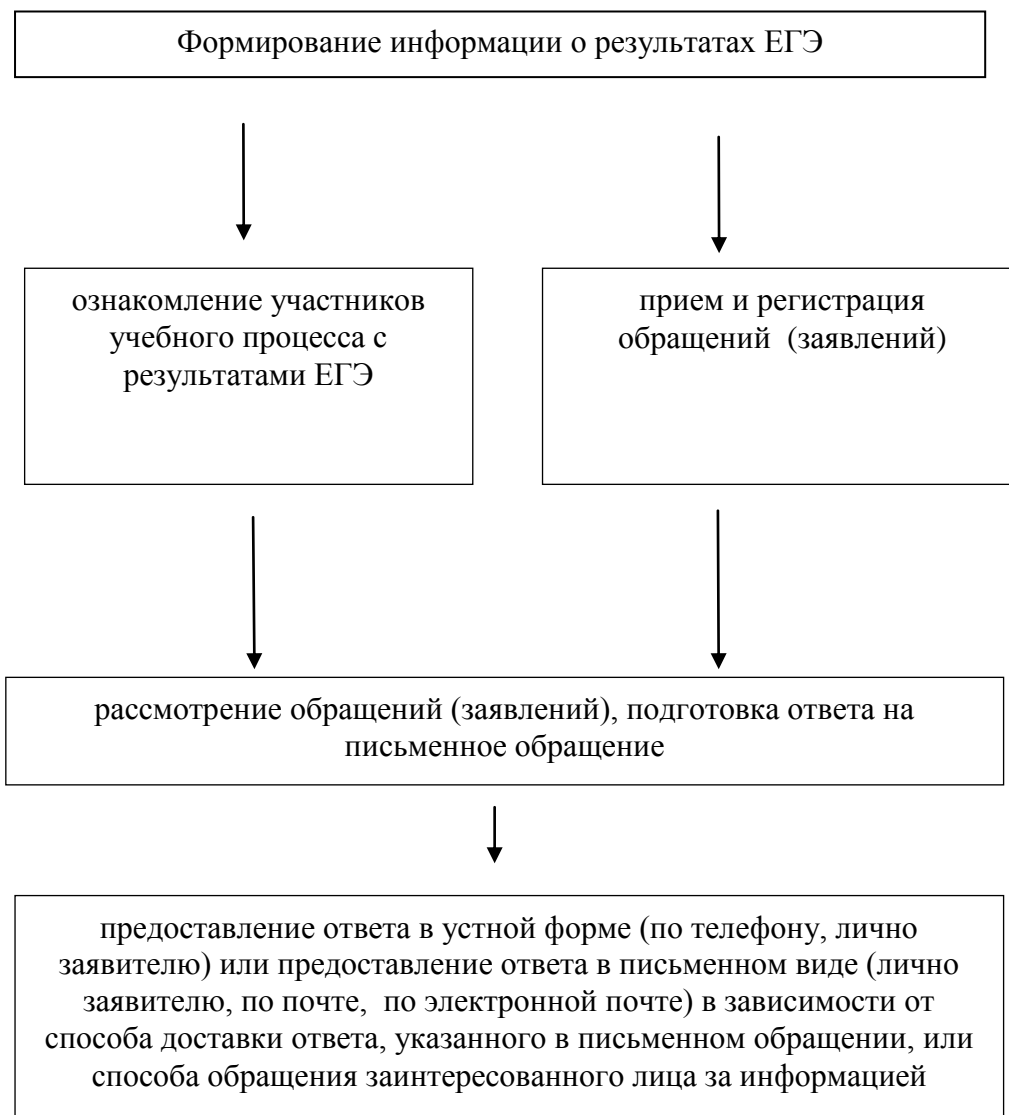 Формирование информации о результатах ЕГЭ
ознакомление участников
учебного процесса с
результатами ЕГЭ
прием и регистрация
обращений (заявлений)
рассмотрение обращений (заявлений), подготовка ответа на
письменное обращение
предоставление ответа в устной форме (по телефону, лично
заявителю) или предоставление ответа в письменном виде (лично
заявителю, по почте, по электронной почте) в зависимости от
способа доставки ответа, указанного в письменном обращении, или
способа обращения заинтересованного лица за информацией